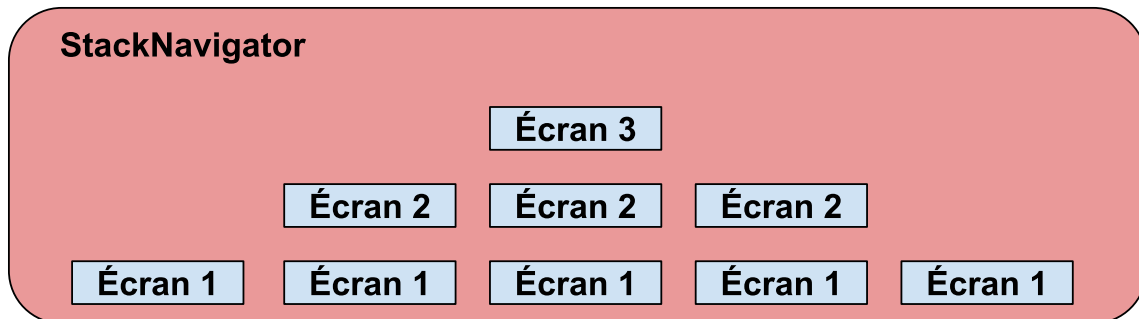 StackNavigator
Écran 3
Écran 2 Écran 2 Écran 2
Écran 1 Écran 1 Écran 1 Écran 1 Écran 1